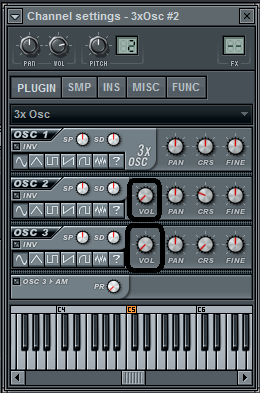 Channel settings - 3xOsc #2
PAN VOL PITCH 2 FX --
PLUGIN SMP INS MISC FUNC
3x Osc
OSC 1 SP SD
INV 3x OSC PAN CRS FINE
?
OSC 2 SP SD
INV VOL PAN CRS FINE
?
OSC 3 SP SD
INV VOL PAN CRS FINE
?
OSC 3 ▸ AM PR
C4 C5 C6